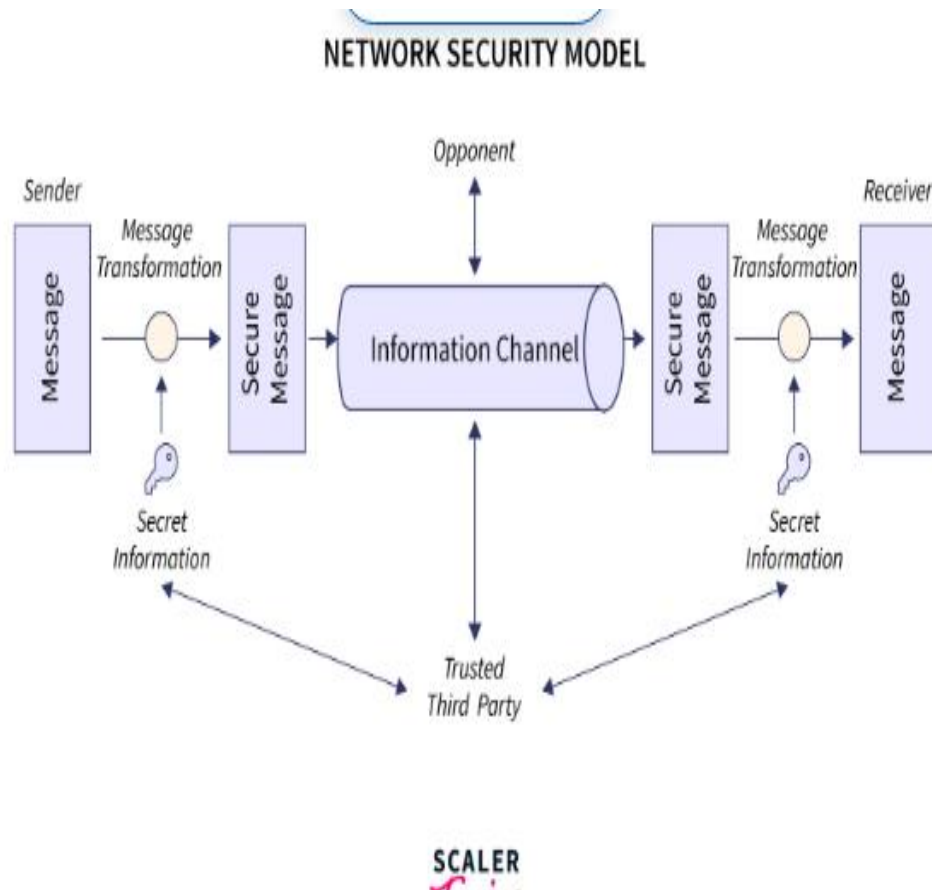 NETWORK SECURITY MODEL
Opponent
Sender
Receiver
Message
Transformation
Message
Transformation
Message
Secure
Message
Information Channel
Secure
Message
Message
Secret
Information
Secret
Information
Trusted
Third Party
SCALER